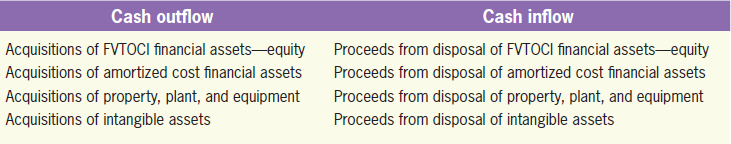 Cash outflow Cash inflow
Acquisitions of FVTOCI financial assets—equity Proceeds from disposal of FVTOCI financial assets—equity
Acquisitions of amortized cost financial assets Proceeds from disposal of amortized cost financial assets
Acquisitions of property, plant, and equipment Proceeds from disposal of property, plant, and equipment
Acquisitions of intangible assets Proceeds from disposal of intangible assets